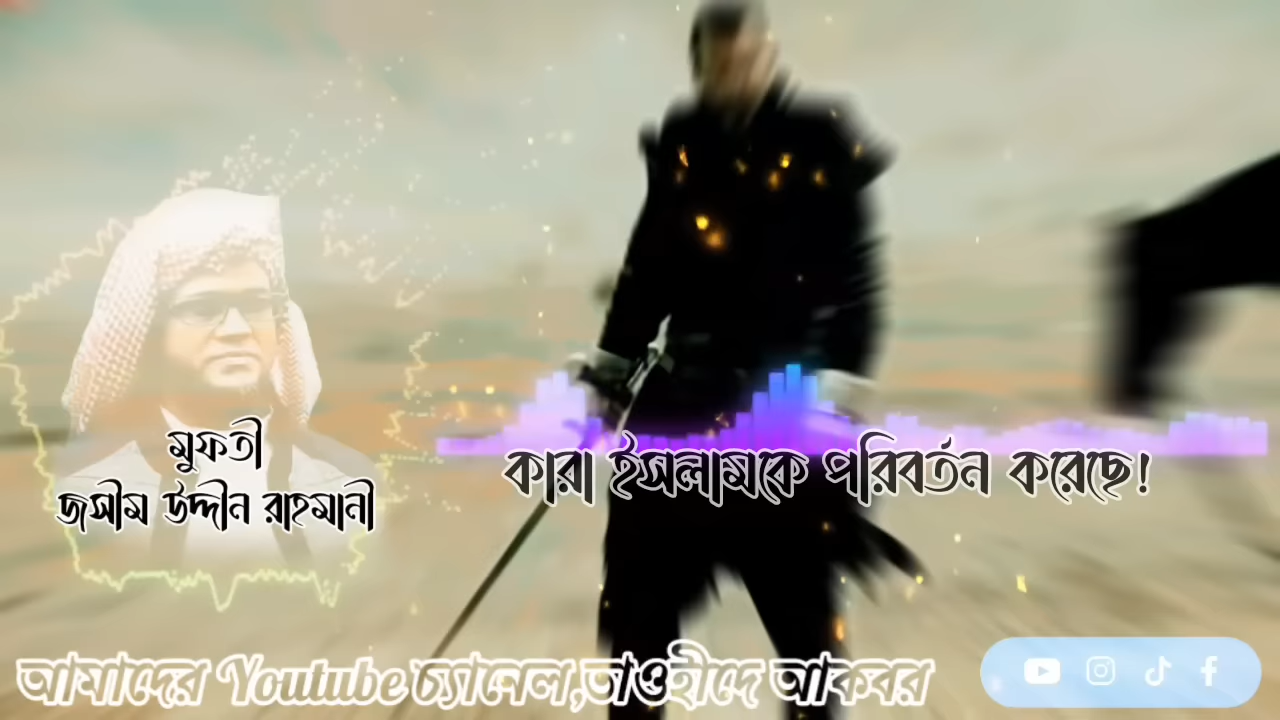 মুফতী
জসীম উদ্দীন রাহমানী
কারা ইসলামকে পরিবর্তন করেছে!
আমাদের Youtube চ্যানেল,তাওহীদে আকবর